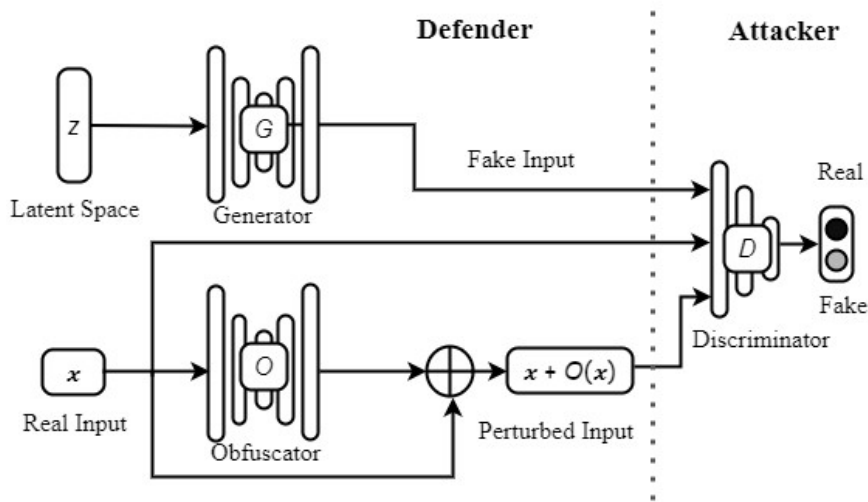 Defender
Attacker
z
G
Latent Space
Generator
Fake Input
Real
D
Fake
Discriminator
x
O
x + O(x)
Real Input
Obfuscator
Perturbed Input